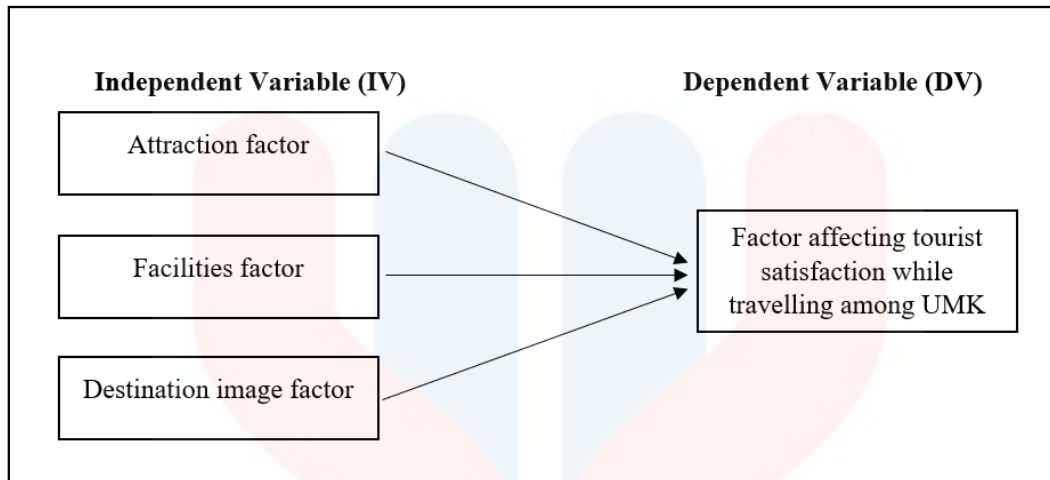 Independent Variable (IV)
Dependent Variable (DV)
Attraction factor
Facilities factor
Destination image factor
Factor affecting tourist
satisfaction while
travelling among UMK